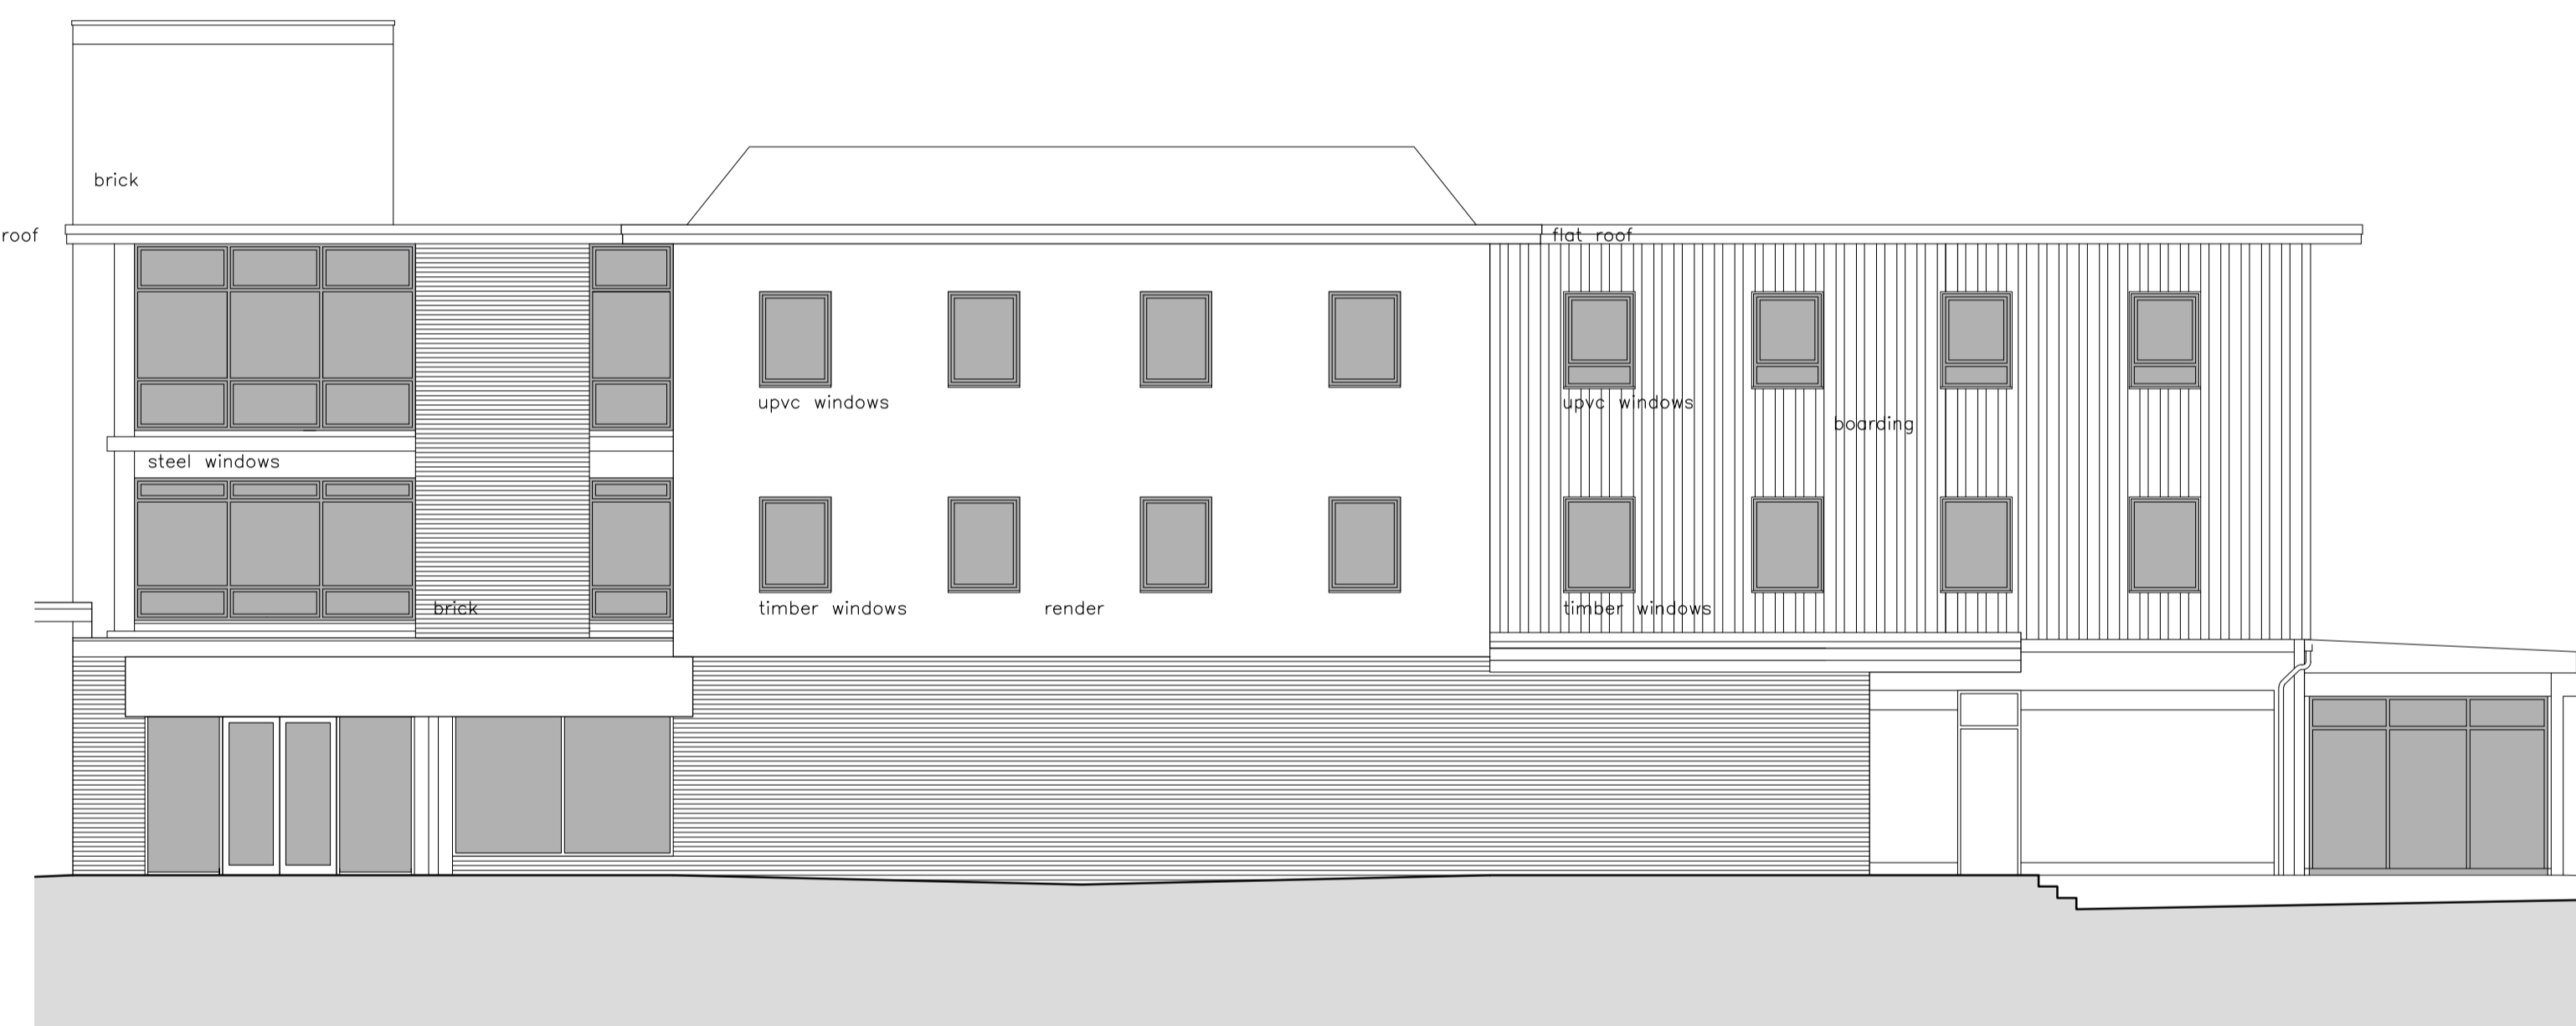 brick
roof
flat roof
upvc windows
upvc windows
boarding
steel windows
brick
timber windows
render
timber windows